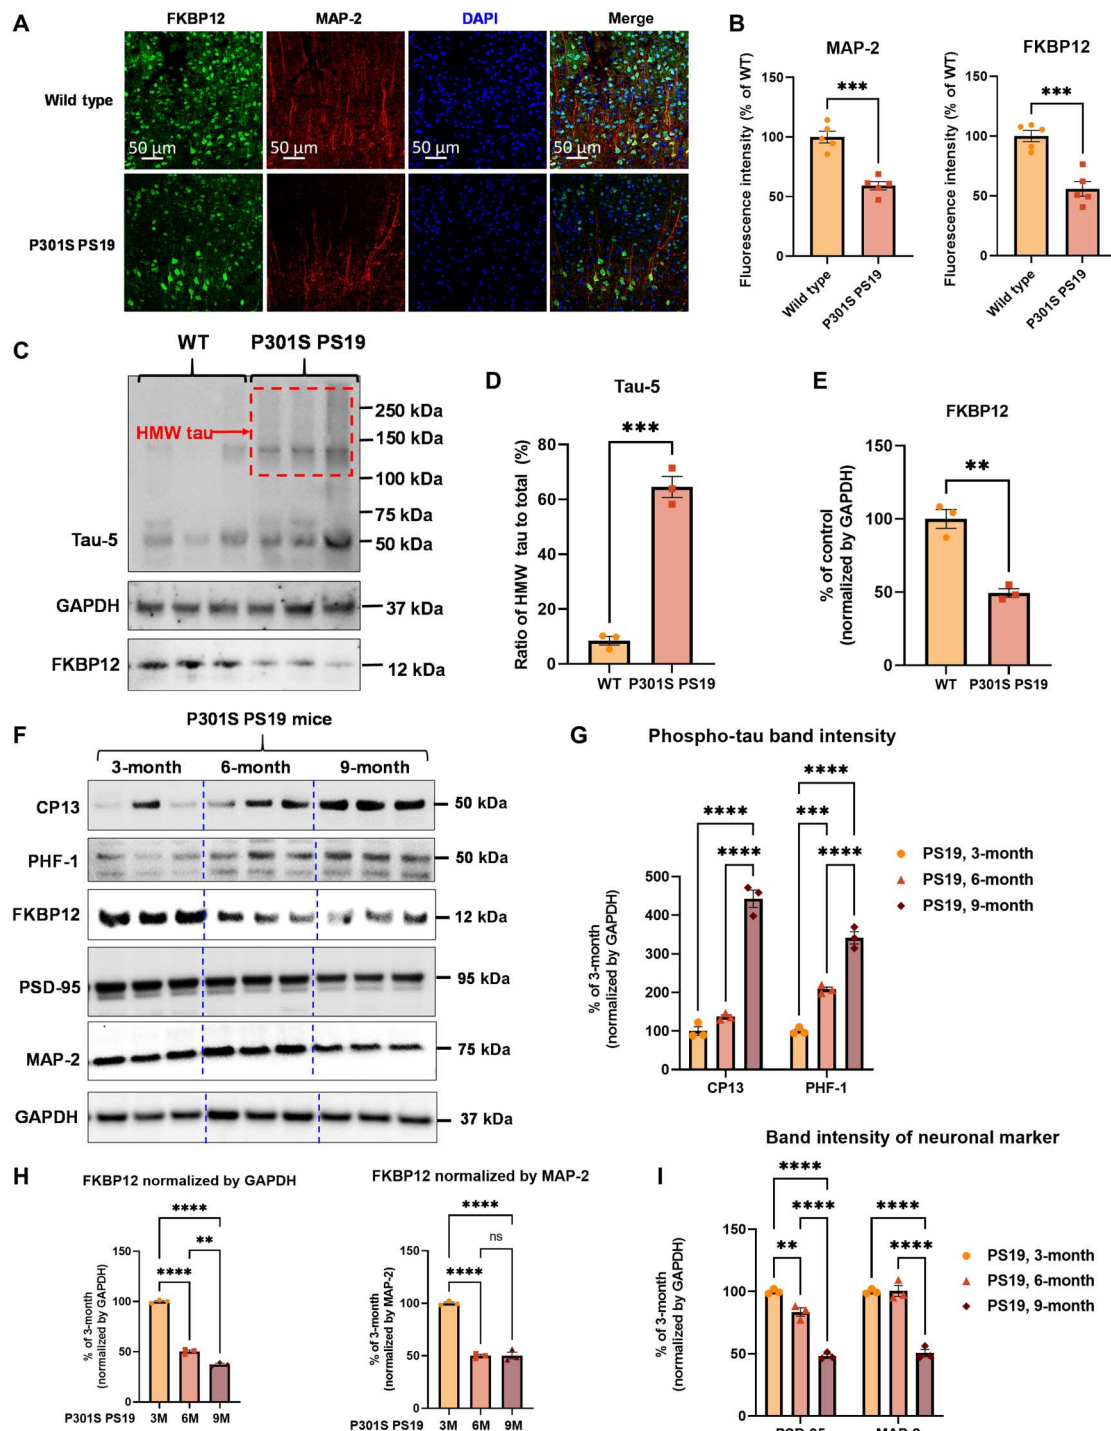 A
FKBP12 MAP-2 DAPI Merge
Wild type
50 µm 50 µm 50 µm 50 µm
P301S PS19
B
MAP-2
Fluorescence intensity (% of WT)
150
100
50
0
***
Wild type P301S PS19
FKBP12
Fluorescence intensity (% of WT)
150
100
50
0
***
Wild type P301S PS19
C
WT P301S PS19
HMW tau
250 kDa
150 kDa
100 kDa
75 kDa
Tau-5 50 kDa
GAPDH 37 kDa
FKBP12 12 kDa
D
Tau-5
Ratio of HMW tau to total (%)
80
60
40
20
0
***
WT P301S PS19
E
FKBP12
% of control
(normalized by GAPDH)
150
100
50
0
**
WT P301S PS19
F
P301S PS19 mice
3-month 6-month 9-month
CP13 50 kDa
PHF-1 50 kDa
FKBP12 12 kDa
PSD-95 95 kDa
MAP-2 75 kDa
GAPDH 37 kDa
G
Phospho-tau band intensity
% of 3-month
(normalized by GAPDH)
500
400
300
200
100
0
**** ****
**** *** ****
CP13 PHF-1
PS19, 3-month
PS19, 6-month
PS19, 9-month
H
FKBP12 normalized by GAPDH
% of 3-month
(normalized by GAPDH)
150
100
50
0
****
**
****
P301S PS19 3M 6M 9M
FKBP12 normalized by MAP-2
% of 3-month
(normalized by MAP-2)
150
100
50
0
****
ns
****
P301S PS19 3M 6M 9M
I
Band intensity of neuronal marker
% of 3-month
(normalized by GAPDH)
150
100
50
0
****
**** ****
** ****
PSD-95 MAP-2
PS19, 3-month
PS19, 6-month
PS19, 9-month